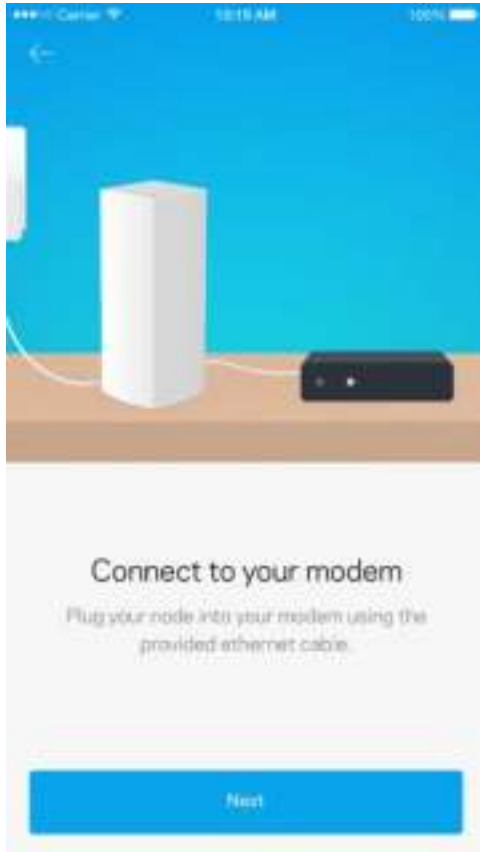 Carrier 10:15 AM 100%
Connect to your modem
Plug your node into your modem using the
provided ethernet cable.
Next